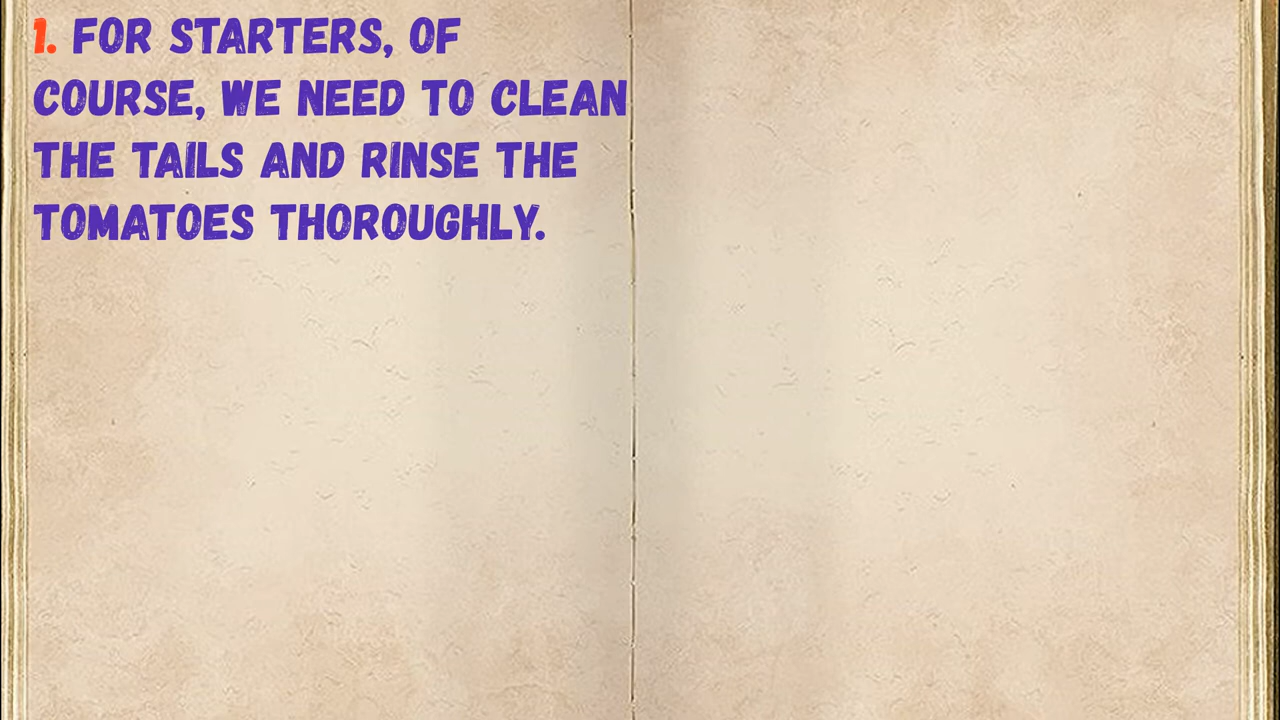 1. FOR STARTERS, OF
COURSE, WE NEED TO CLEAN
THE TAILS AND RINSE THE
TOMATOES THOROUGHLY.